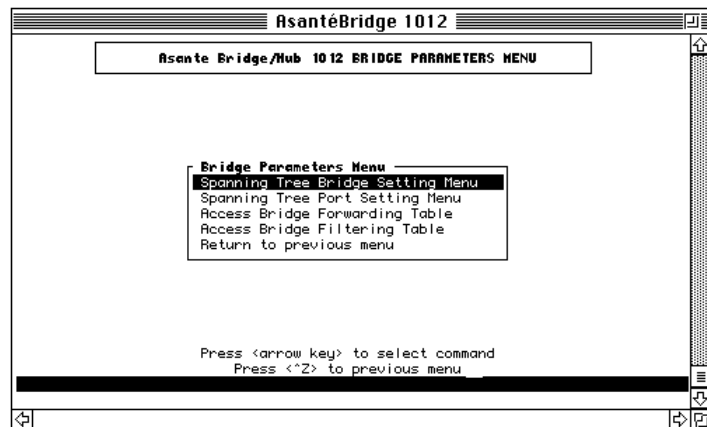 AsantéBridge 1012
Asante Bridge/Hub 1012 BRIDGE PARAMETERS MENU
Bridge Parameters Menu
Spanning Tree Bridge Setting Menu
Spanning Tree Port Setting Menu
Access Bridge Forwarding Table
Access Bridge Filtering Table
Return to previous menu
Press <arrow key> to select command
Press <^Z> to previous menu